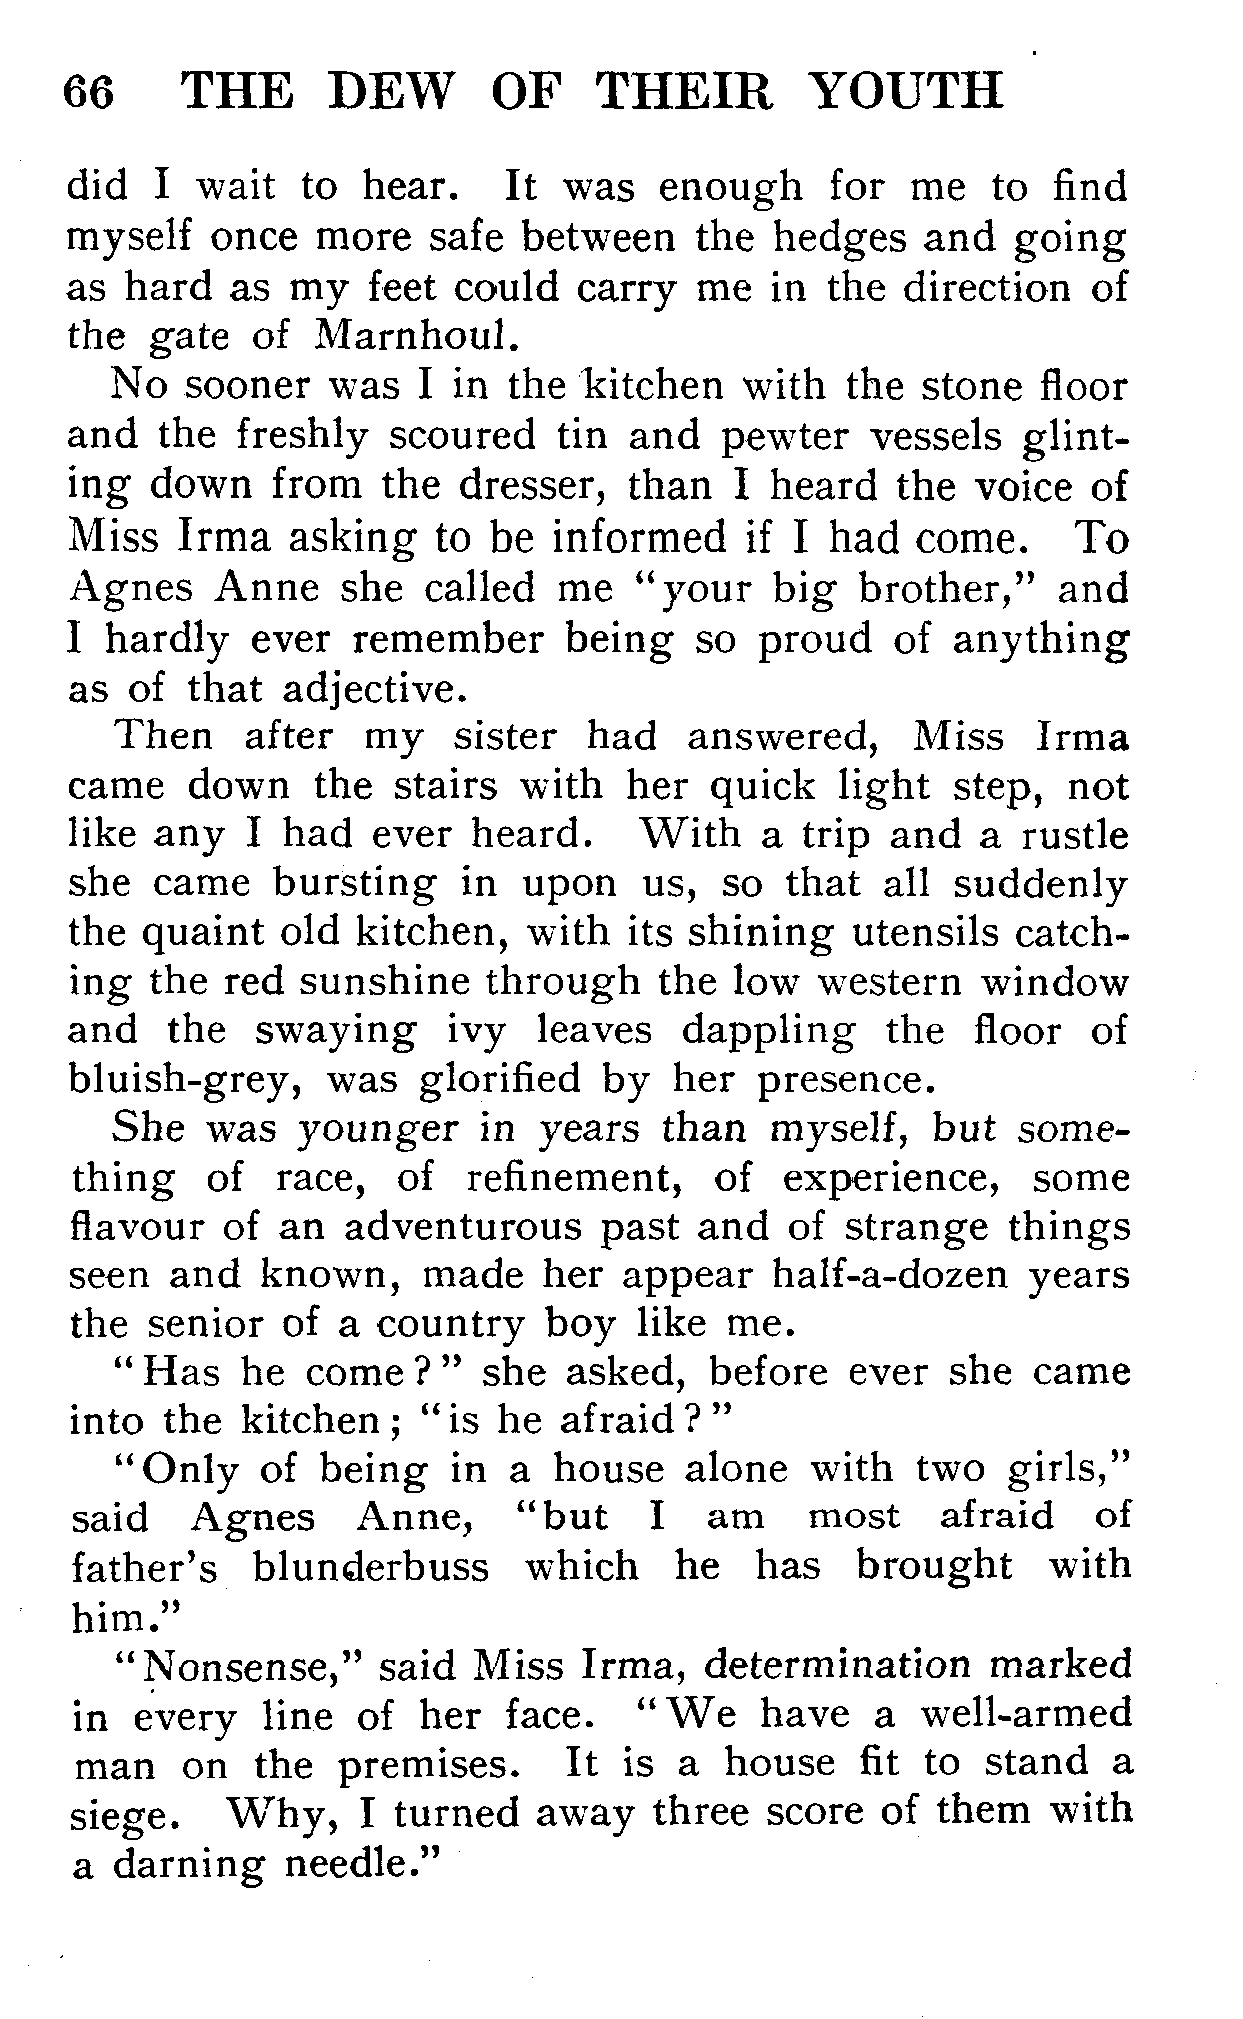 66 THE DEW OF THEIR YOUTH
did I wait to hear. It was enough for me to find
myself once more safe between the hedges and going
as hard as my feet could carry me in the direction of
the gate of Marnhoul.
No sooner was I in the kitchen with the stone floor
and the freshly scoured tin and pewter vessels glint-
ing down from the dresser, than I heard the voice of
Miss Irma asking to be informed if I had come. To
Agnes Anne she called me "your big brother," and
I hardly ever remember being so proud of anything
as of that adjective.
Then after my sister had answered, Miss Irma
came down the stairs with her quick light step, not
like any I had ever heard. With a trip and a rustle
she came bursting in upon us, so that all suddenly
the quaint old kitchen, with its shining utensils catch-
ing the red sunshine through the low western window
and the swaying ivy leaves dappling the floor of
bluish-grey, was glorified by her presence.
She was younger in years than myself, but some-
thing of race, of refinement, of experience, some
flavour of an adventurous past and of strange things
seen and known, made her appear half-a-dozen years
the senior of a country boy like me.
"Has he come?" she asked, before ever she came
into the kitchen; "is he afraid?"
"Only of being in a house alone with two girls,"
said Agnes Anne, "but I am most afraid of
father's blunderbuss which he has brought with
him."
"Nonsense," said Miss Irma, determination marked
in every line of her face. "We have a well-armed
man on the premises. It is a house fit to stand a
siege. Why, I turned away three score of them with
a darning needle."